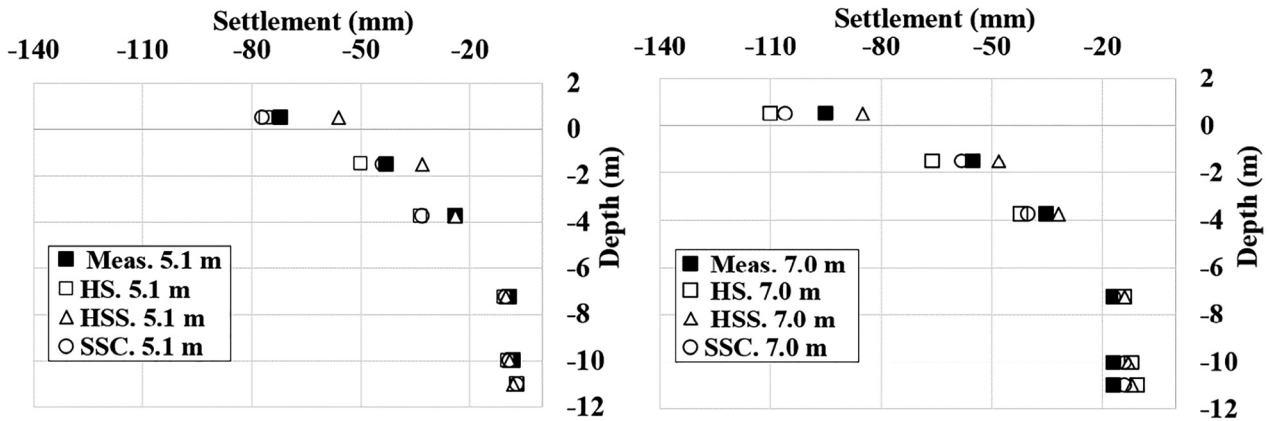 Settlement (mm)
-140 -110 -80 -50 -20
2
0
-2
-4
-6
-8
-10
-12
Depth (m)
Meas. 5.1 m
HS. 5.1 m
HSS. 5.1 m
SSC. 5.1 m
Settlement (mm)
-140 -110 -80 -50 -20
2
0
-2
-4
-6
-8
-10
-12
Depth (m)
Meas. 7.0 m
HS. 7.0 m
HSS. 7.0 m
SSC. 7.0 m